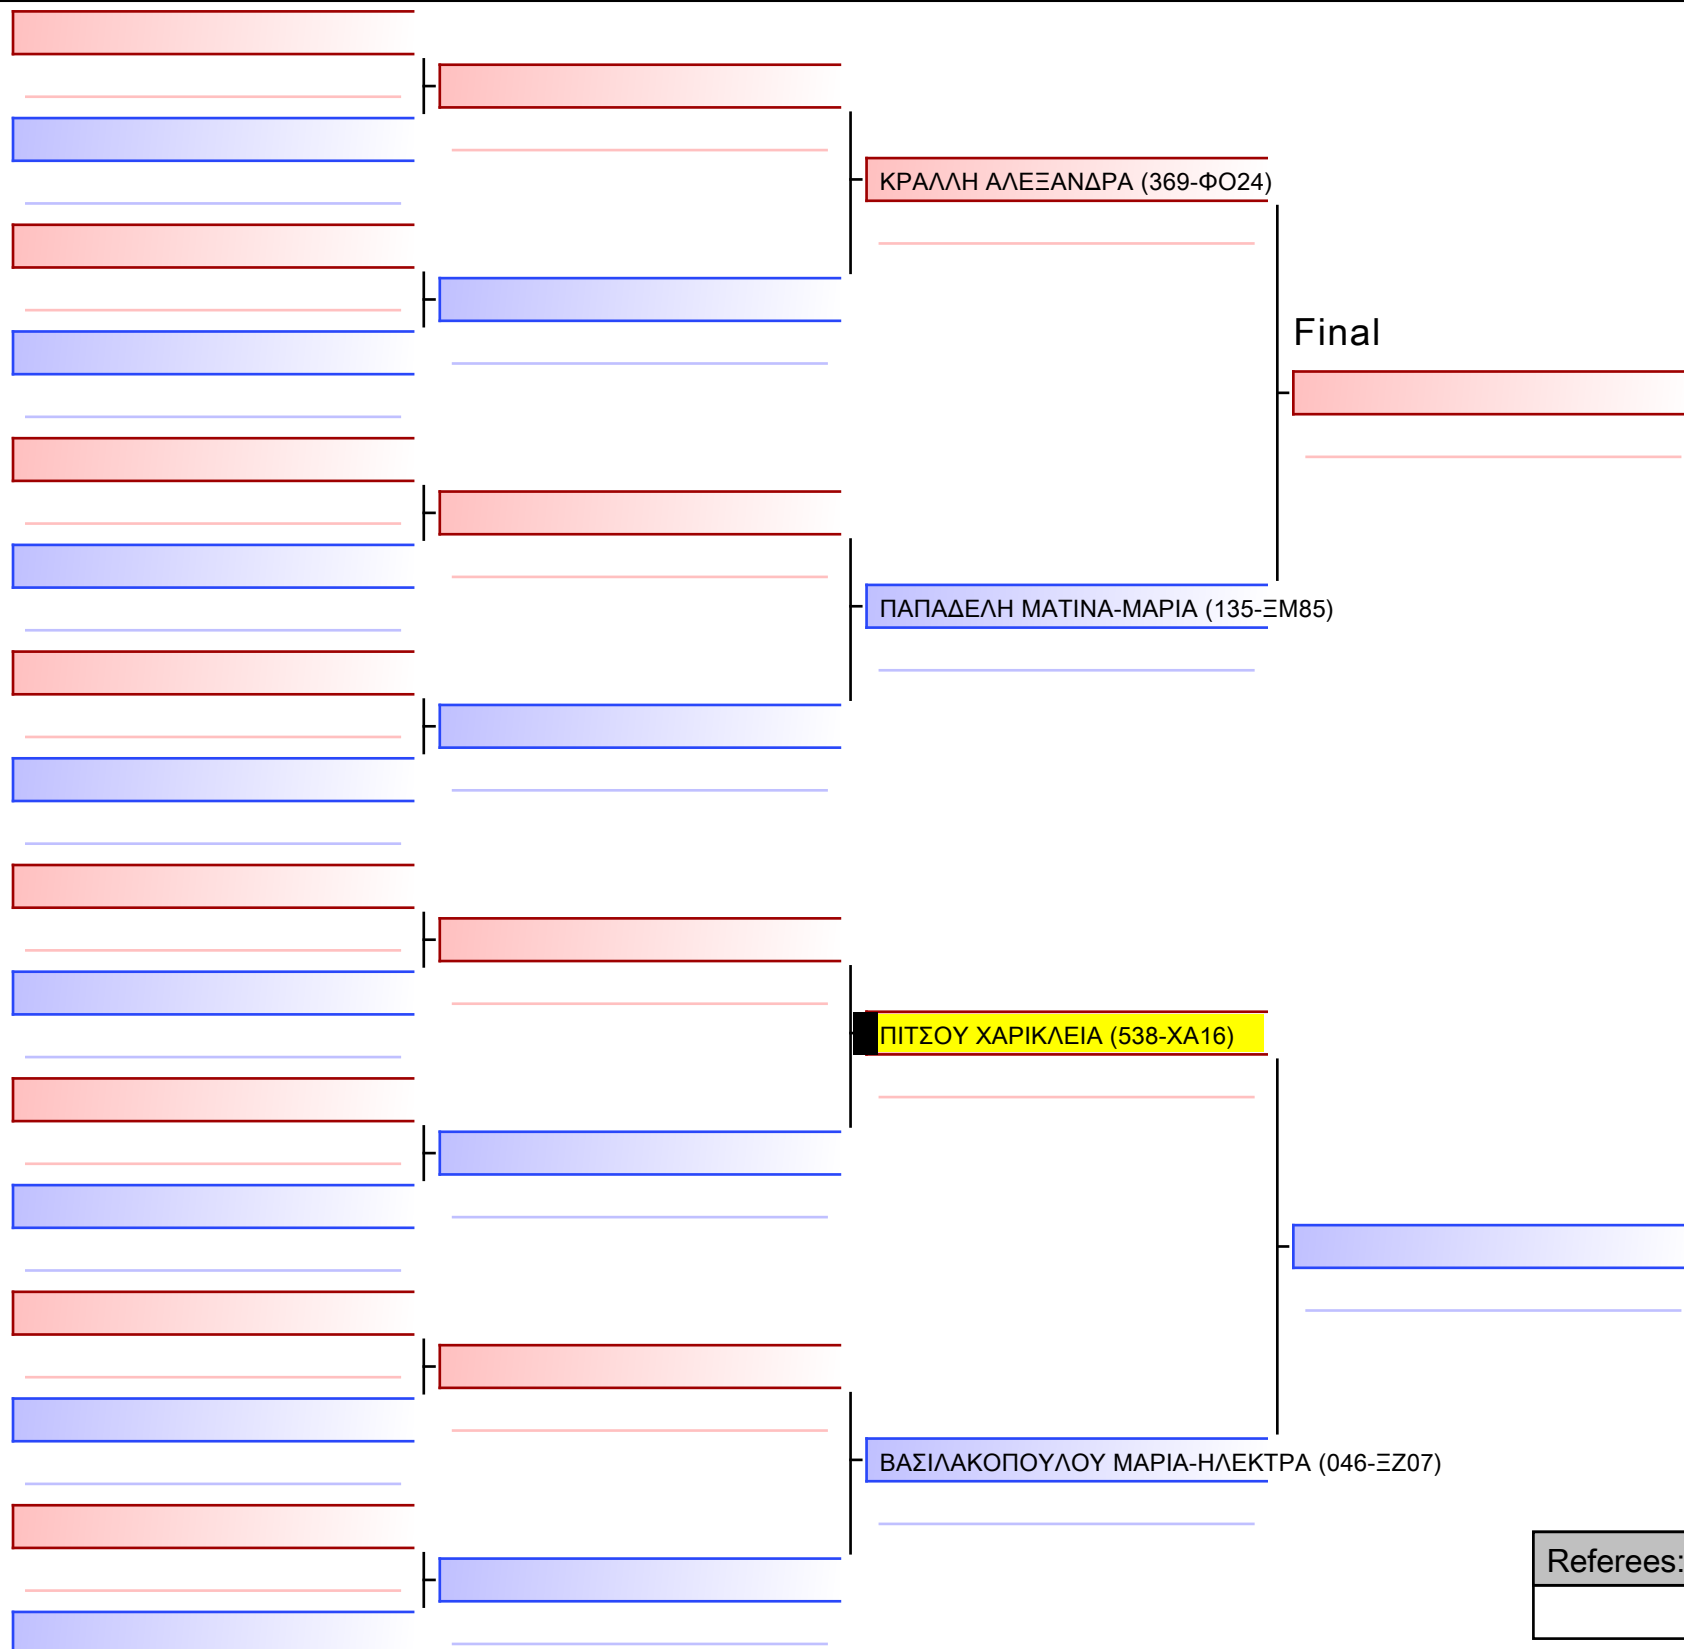 ΚΡΑΛΛΗ ΑΛΕΞΑΝΔΡΑ (369-ΦΟ24)
Final
ΠΑΠΑΔΕΛΗ ΜΑΤΙΝΑ-ΜΑΡΙΑ (135-ΞΜ85)
ΠΙΤΣΟΥ ΧΑΡΙΚΛΕΙΑ (538-ΧΑ16)
ΒΑΣΙΛΑΚΟΠΟΥΛΟΥ ΜΑΡΙΑ-ΗΛΕΚΤΡΑ (046-ΞΖ07)
Referees: